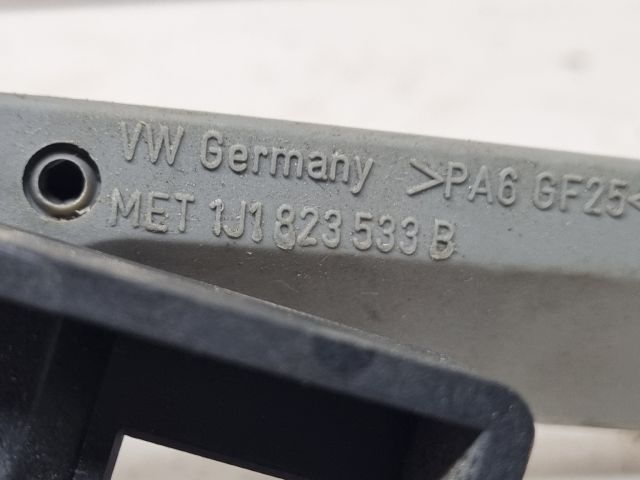 VW Germany >PA6 GF25<
MET 1J1 823 533 B